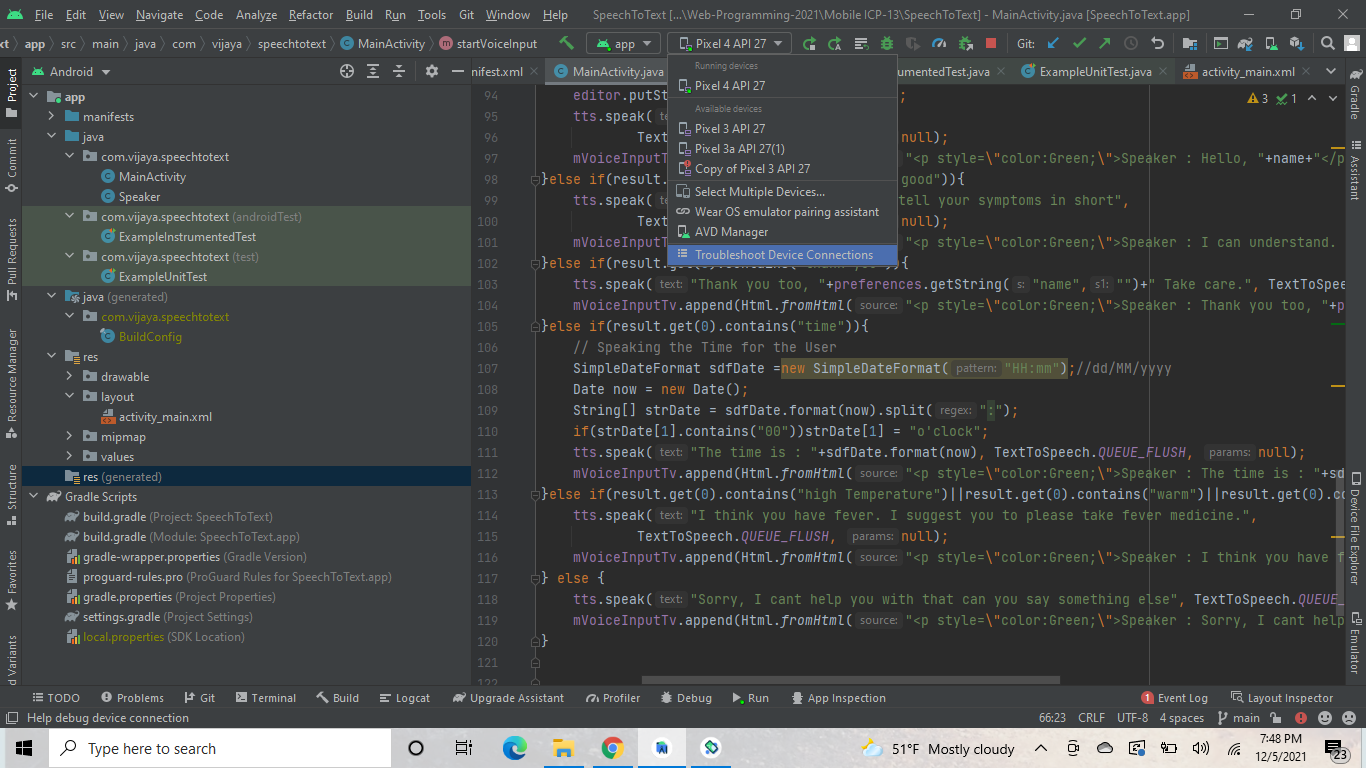 File Edit View Navigate Code Analyze Refactor Build Run Tools Git Window Help SpeechToText [...\Web-Programming-2021\Mobile ICP-13\SpeechToText] - MainActivity.java [SpeechToText.app]
app src main java com vijaya speechtotext MainActivity startVoiceInput app Pixel 4 API 27 Git:
Android nifest.xml MainActivity.java umentedTest.java ExampleUnitTest.java activity_main.xml
Running devices
Pixel 4 API 27
Available devices
Pixel 3 API 27
Pixel 3a API 27(1)
Copy of Pixel 3 API 27
Select Multiple Devices...
Wear OS emulator pairing assistant
AVD Manager
Troubleshoot Device Connections
Project
Commit
Pull Requests
Resource Manager
Structure
Favorites
d Variants
app
manifests
java
com.vijaya.speechtotext
MainActivity
Speaker
com.vijaya.speechtotext (androidTest)
ExampleInstrumentedTest
com.vijaya.speechtotext (test)
ExampleUnitTest
java (generated)
com.vijaya.speechtotext
BuildConfig
res
drawable
layout
activity_main.xml
mipmap
values
res (generated)
Gradle Scripts
build.gradle (Project: SpeechToText)
build.gradle (Module: SpeechToText.app)
gradle-wrapper.properties (Gradle Version)
proguard-rules.pro (ProGuard Rules for SpeechToText.app)
gradle.properties (Project Properties)
settings.gradle (Project Settings)
local.properties (SDK Location)
3 1
94 editor.putSt ;
95 tts.speak(
96 Text null);
97 mVoiceInputT "<p style=\"color:Green;\">Speaker : Hello, "+name+"</p
98 }else if(result. good")){
99 tts.speak( tell your symptoms in short",
100 Text null);
101 mVoiceInputT "<p style=\"color:Green;\">Speaker : I can understand.
102 }else if(result.
103 tts.speak( text: "Thank you too, "+preferences.getString( s: "name", s1: "")+" Take care.", TextToSpee
104 mVoiceInputTv.append(Html.fromHtml( source: "<p style=\"color:Green;\">Speaker : Thank you too, "+p
105 }else if(result.get(0).contains("time")){
106 // Speaking the Time for the User
107 SimpleDateFormat sdfDate =new SimpleDateFormat( pattern: "HH:mm");//dd/MM/yyyy
108 Date now = new Date();
109 String[] strDate = sdfDate.format(now).split( regex: ":");
110 if(strDate[1].contains("00"))strDate[1] = "o'clock";
111 tts.speak( text: "The time is : "+sdfDate.format(now), TextToSpeech.QUEUE_FLUSH, params: null);
112 mVoiceInputTv.append(Html.fromHtml( source: "<p style=\"color:Green;\">Speaker : The time is : "+sd
113 }else if(result.get(0).contains("high Temperature")||result.get(0).contains("warm")||result.get(0).co
114 tts.speak( text: "I think you have fever. I suggest you to please take fever medicine.",
115 TextToSpeech.QUEUE_FLUSH, params: null);
116 mVoiceInputTv.append(Html.fromHtml( source: "<p style=\"color:Green;\">Speaker : I think you have f
117 } else {
118 tts.speak( text: "Sorry, I cant help you with that can you say something else", TextToSpeech.QUEUE_
119 mVoiceInputTv.append(Html.fromHtml( source: "<p style=\"color:Green;\">Speaker : Sorry, I cant help
120 }
121
Gradle
Assistant
Device File Explorer
Emulator
TODO Problems Git Terminal Build Logcat Upgrade Assistant Profiler Debug Run App Inspection 1 Event Log Layout Inspector
Help debug device connection 66:23 CRLF UTF-8 4 spaces main
Type here to search 51°F Mostly cloudy 7:48 PM
12/5/2021 23